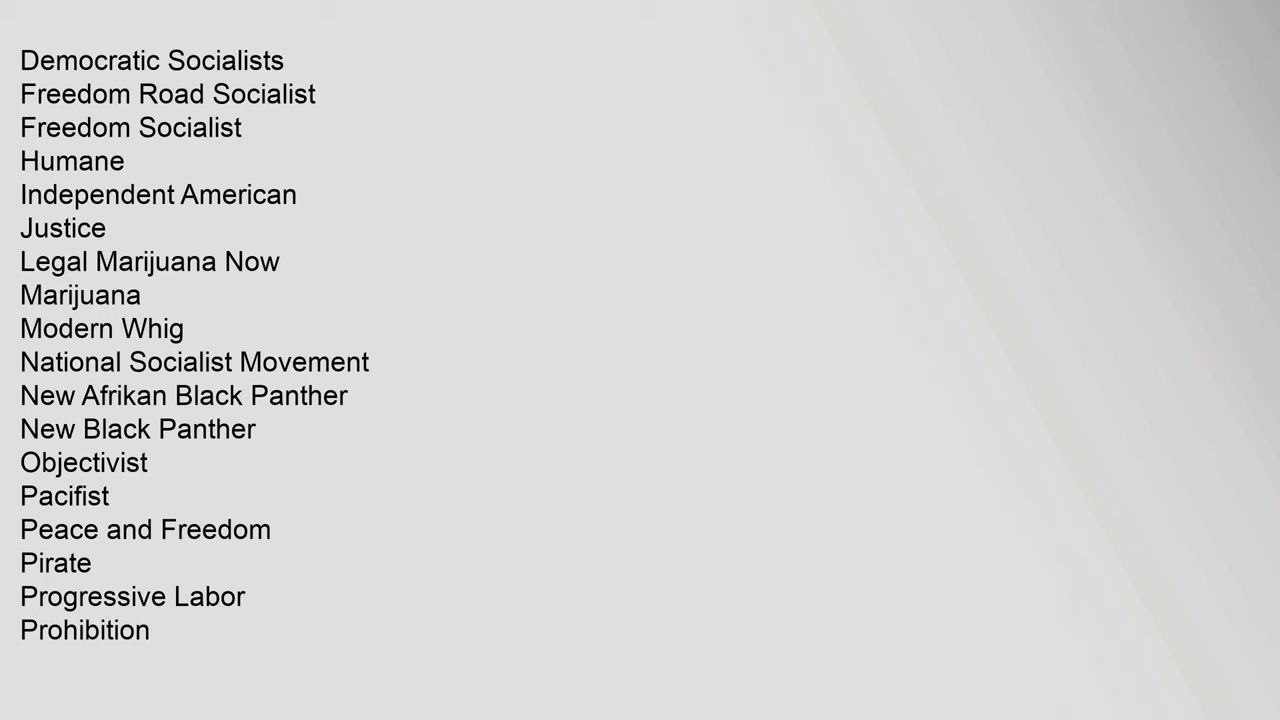 Democratic Socialists
Freedom Road Socialist
Freedom Socialist
Humane
Independent American
Justice
Legal Marijuana Now
Marijuana
Modern Whig
National Socialist Movement
New Afrikan Black Panther
New Black Panther
Objectivist
Pacifist
Peace and Freedom
Pirate
Progressive Labor
Prohibition